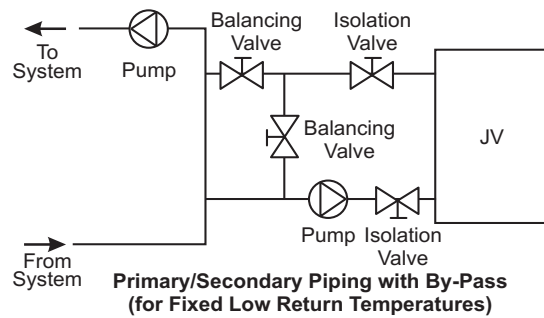 Balancing
Valve
Isolation
Valve
To
System
Pump
Balancing
Valve
JV
Pump
Isolation
Valve
From
System
Primary/Secondary Piping with By-Pass
(for Fixed Low Return Temperatures)